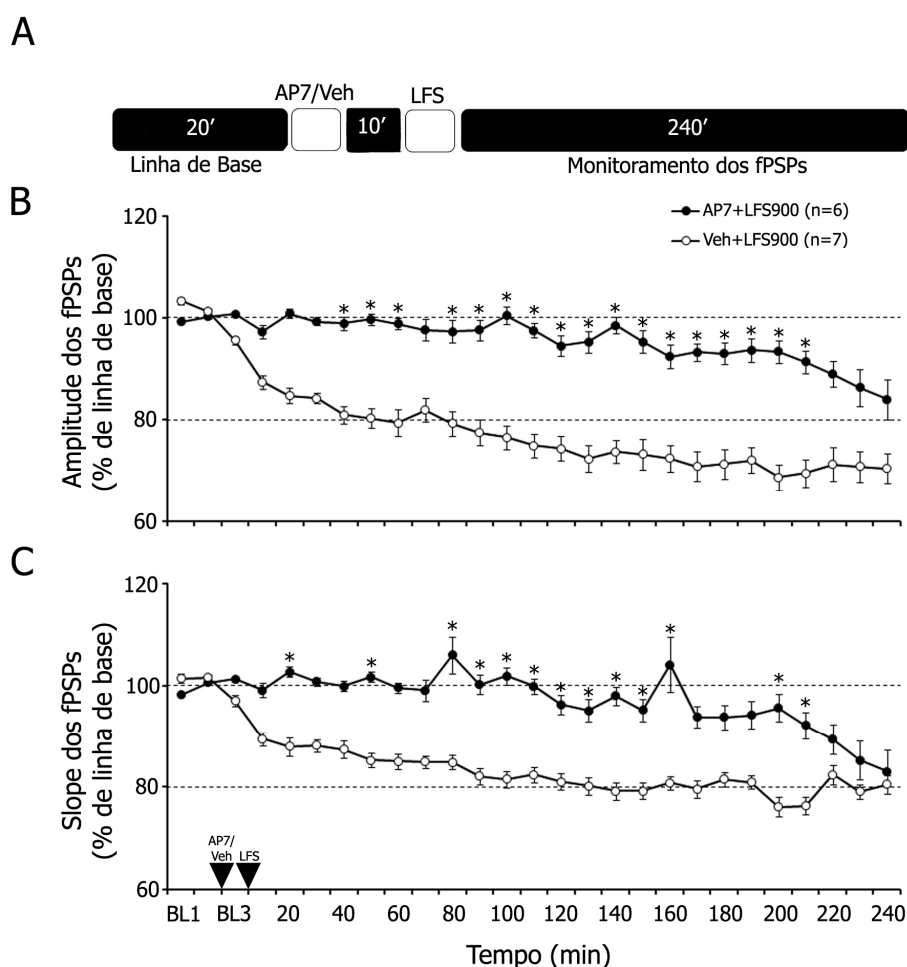 A
AP7/Veh
LFS
20′
10′
240′
Linha de Base
Monitoramento dos fPSPs
B
AP7+LFS900 (n=6)
Veh+LFS900 (n=7)
Amplitude dos fPSPs
(% de linha de base)
120
100
80
60
* * * * * * * * * * * * * * * * *
C
Slope dos fPSPs
(% de linha de base)
120
100
80
60
* * * * * * * * * * * * *
AP7/
Veh
LFS
BL1 BL3 20 40 60 80 100 120 140 160 180 200 220 240
Tempo (min)